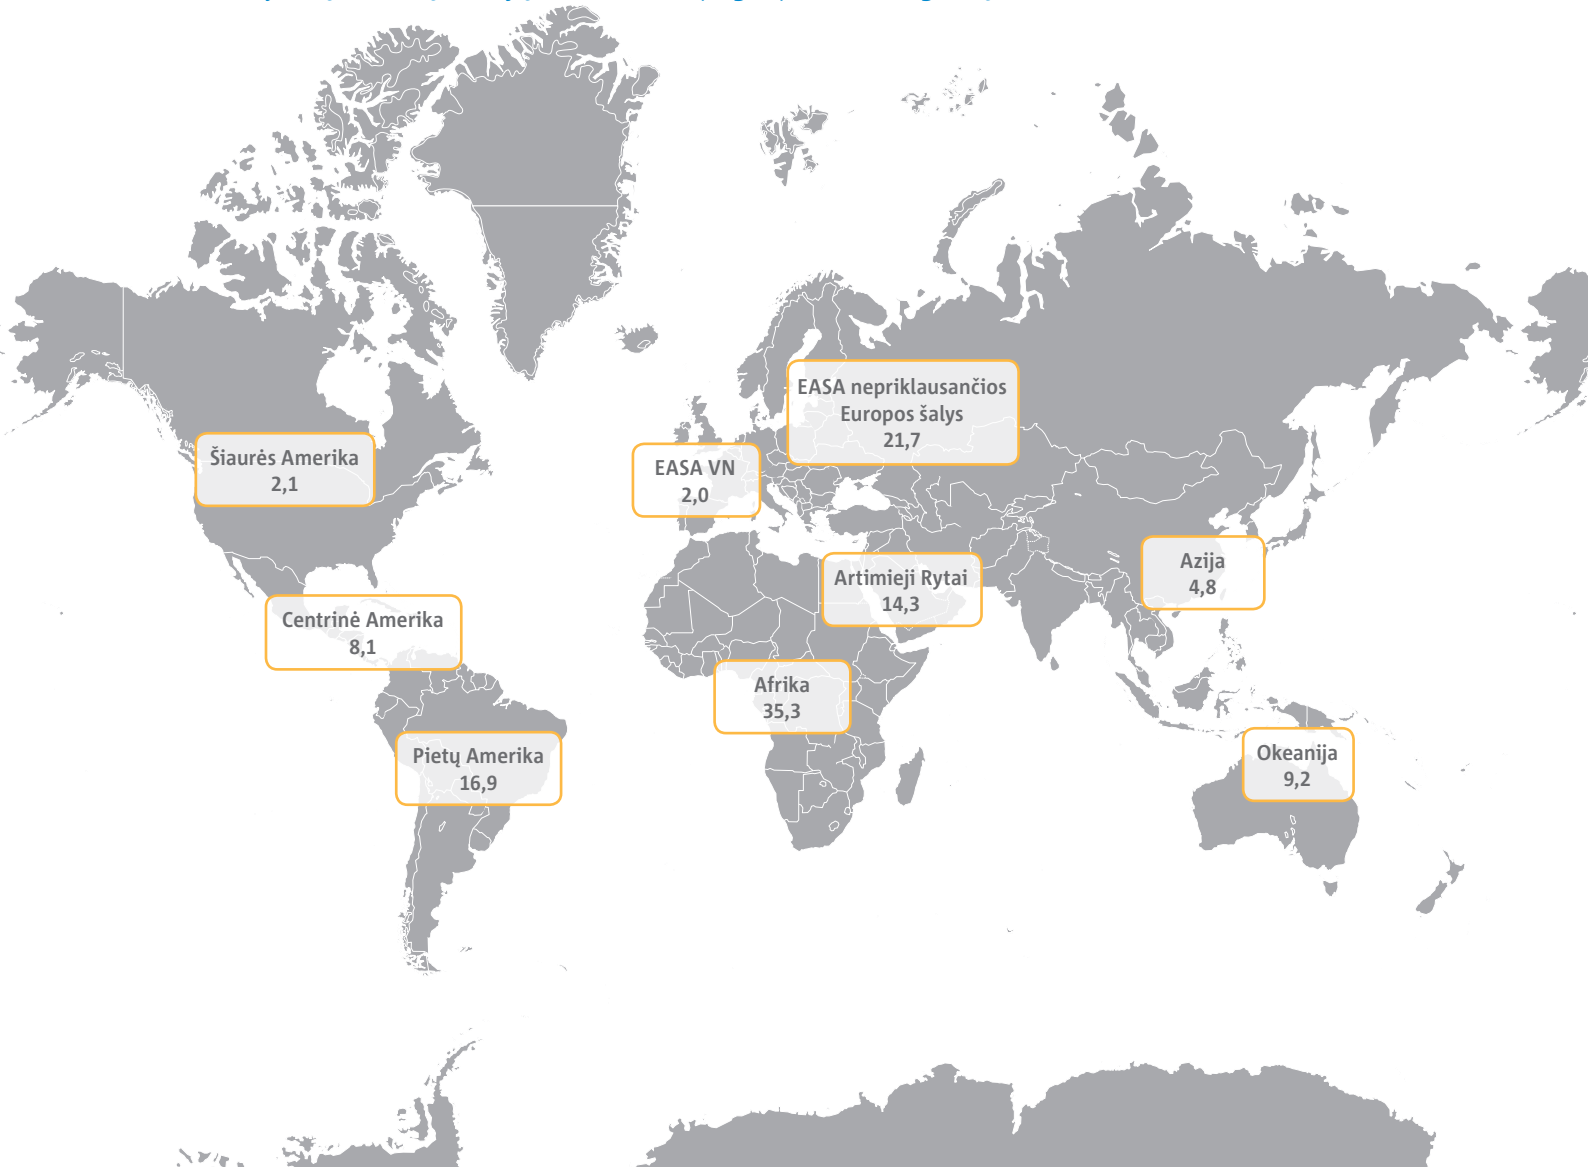 EASA nepriklausančios
Europos šalys
21,7
Šiaurės Amerika
2,1
EASA VN
2,0
Azija
4,8
Artimieji Rytai
14,3
Centrinė Amerika
8,1
Afrika
35,3
Pietų Amerika
16,9
Okeanija
9,2